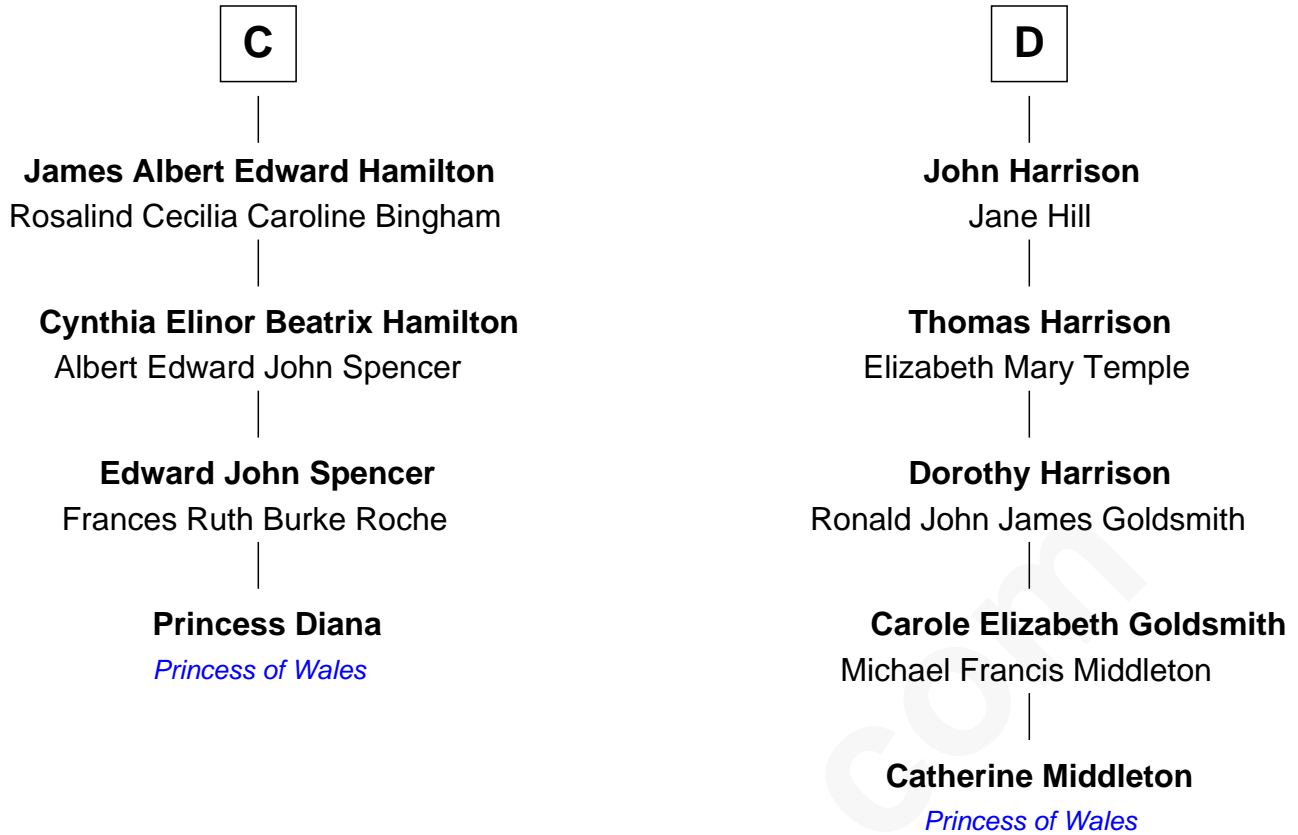 C
James Albert Edward Hamilton
Rosalind Cecilia Caroline Bingham
Cynthia Elinor Beatrix Hamilton
Albert Edward John Spencer
Edward John Spencer
Frances Ruth Burke Roche
Princess Diana
Princess of Wales
D
John Harrison
Jane Hill
Thomas Harrison
Elizabeth Mary Temple
Dorothy Harrison
Ronald John James Goldsmith
Carole Elizabeth Goldsmith
Michael Francis Middleton
Catherine Middleton
Princess of Wales
com